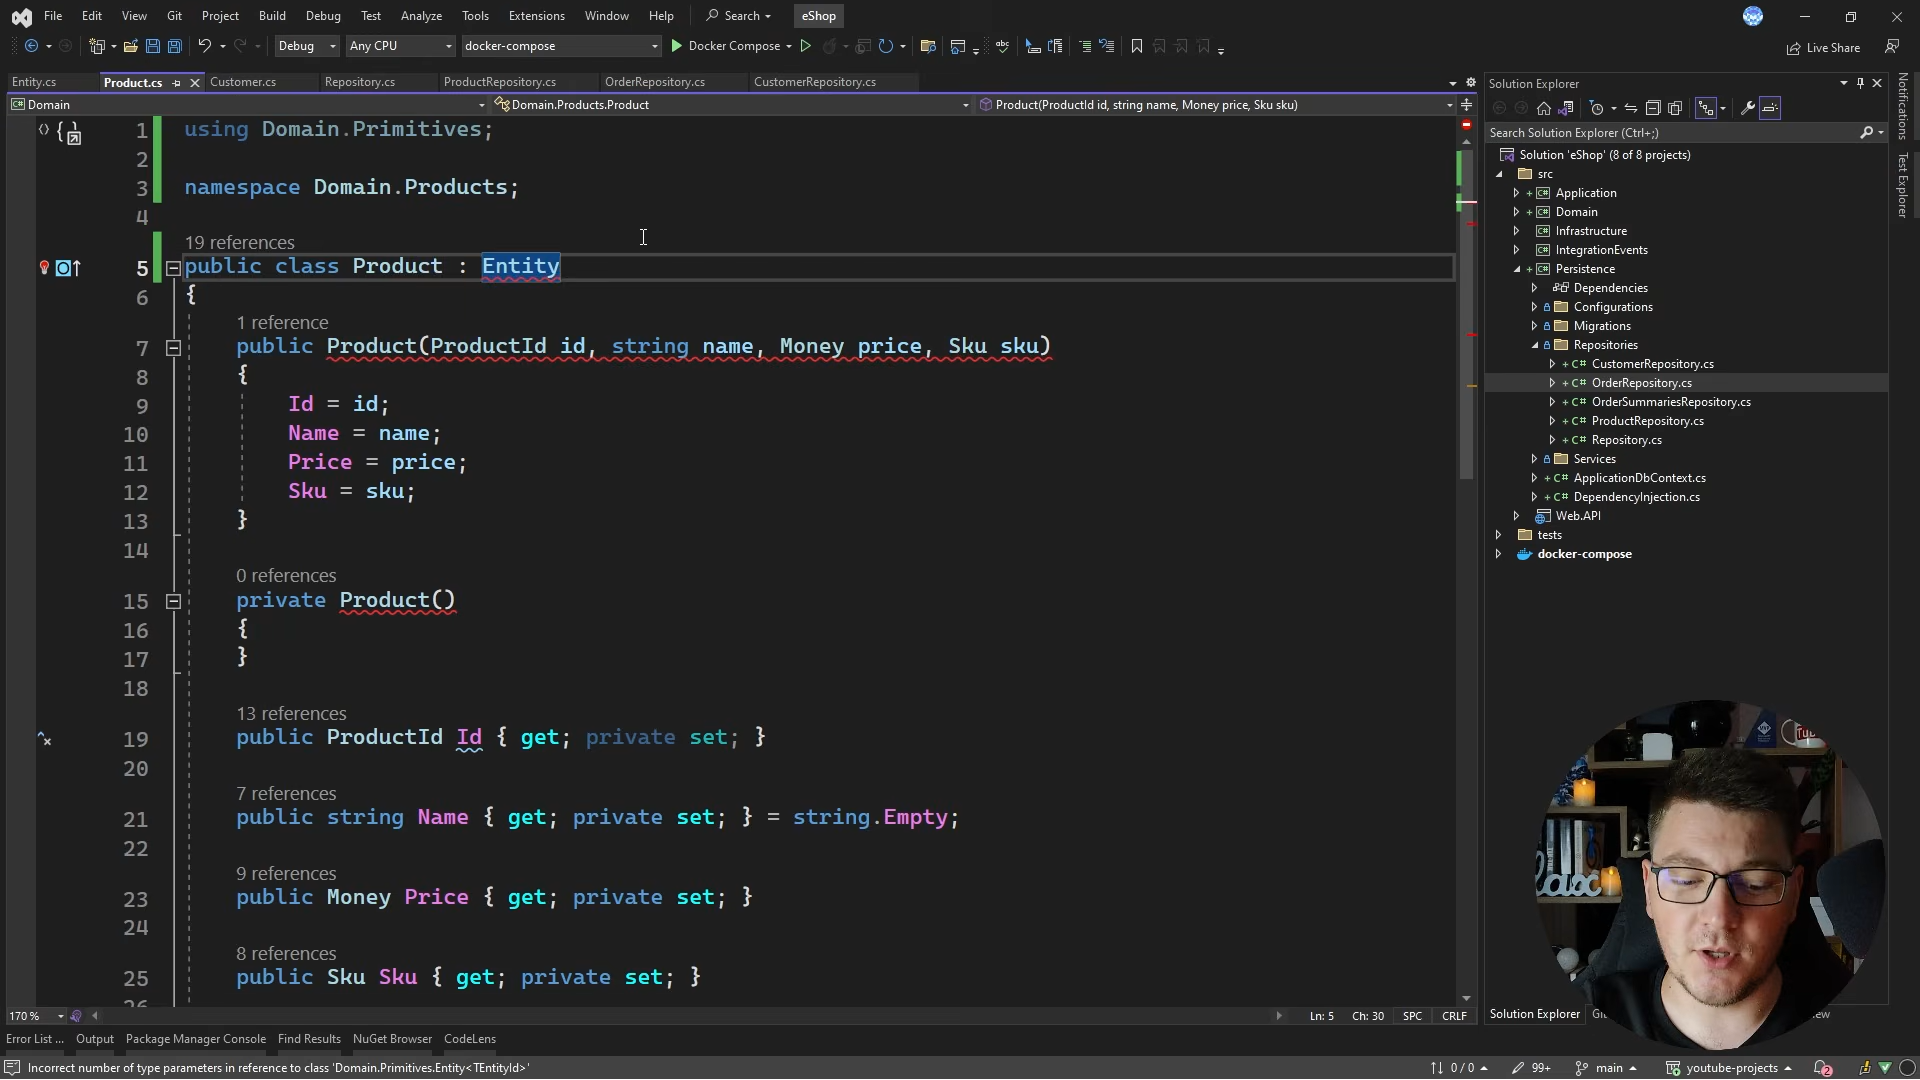 File Edit View Git Project Build Debug Test Analyze Tools Extensions Window Help Search eShop
Debug Any CPU docker-compose Docker Compose Live Share
Entity.cs Product.cs Customer.cs Repository.cs ProductRepository.cs OrderRepository.cs CustomerRepository.cs
Domain Domain.Products.Product Product(ProductId id, string name, Money price, Sku sku)
1 using Domain.Primitives;
2
3 namespace Domain.Products;
4
19 references
5 public class Product : Entity
6 {
1 reference
7 public Product(ProductId id, string name, Money price, Sku sku)
8 {
9 Id = id;
10 Name = name;
11 Price = price;
12 Sku = sku;
13 }
14
0 references
15 private Product()
16 {
17 }
18
13 references
19 public ProductId Id { get; private set; }
20
7 references
21 public string Name { get; private set; } = string.Empty;
22
9 references
23 public Money Price { get; private set; }
24
8 references
25 public Sku Sku { get; private set; }
26
170 % Ln: 5 Ch: 30 SPC CRLF
Error List ... Output Package Manager Console Find Results NuGet Browser CodeLens
Incorrect number of type parameters in reference to class 'Domain.Primitives.Entity<TEntityId>'
0 / 0 99+ main youtube-projects 2
Solution Explorer
Search Solution Explorer (Ctrl+;)
Solution 'eShop' (8 of 8 projects)
src
Application
Domain
Infrastructure
IntegrationEvents
Persistence
Dependencies
Configurations
Migrations
Repositories
CustomerRepository.cs
OrderRepository.cs
OrderSummariesRepository.cs
ProductRepository.cs
Repository.cs
Services
ApplicationDbContext.cs
DependencyInjection.cs
Web.API
tests
docker-compose
Solution Explorer
Notifications
Test Explorer